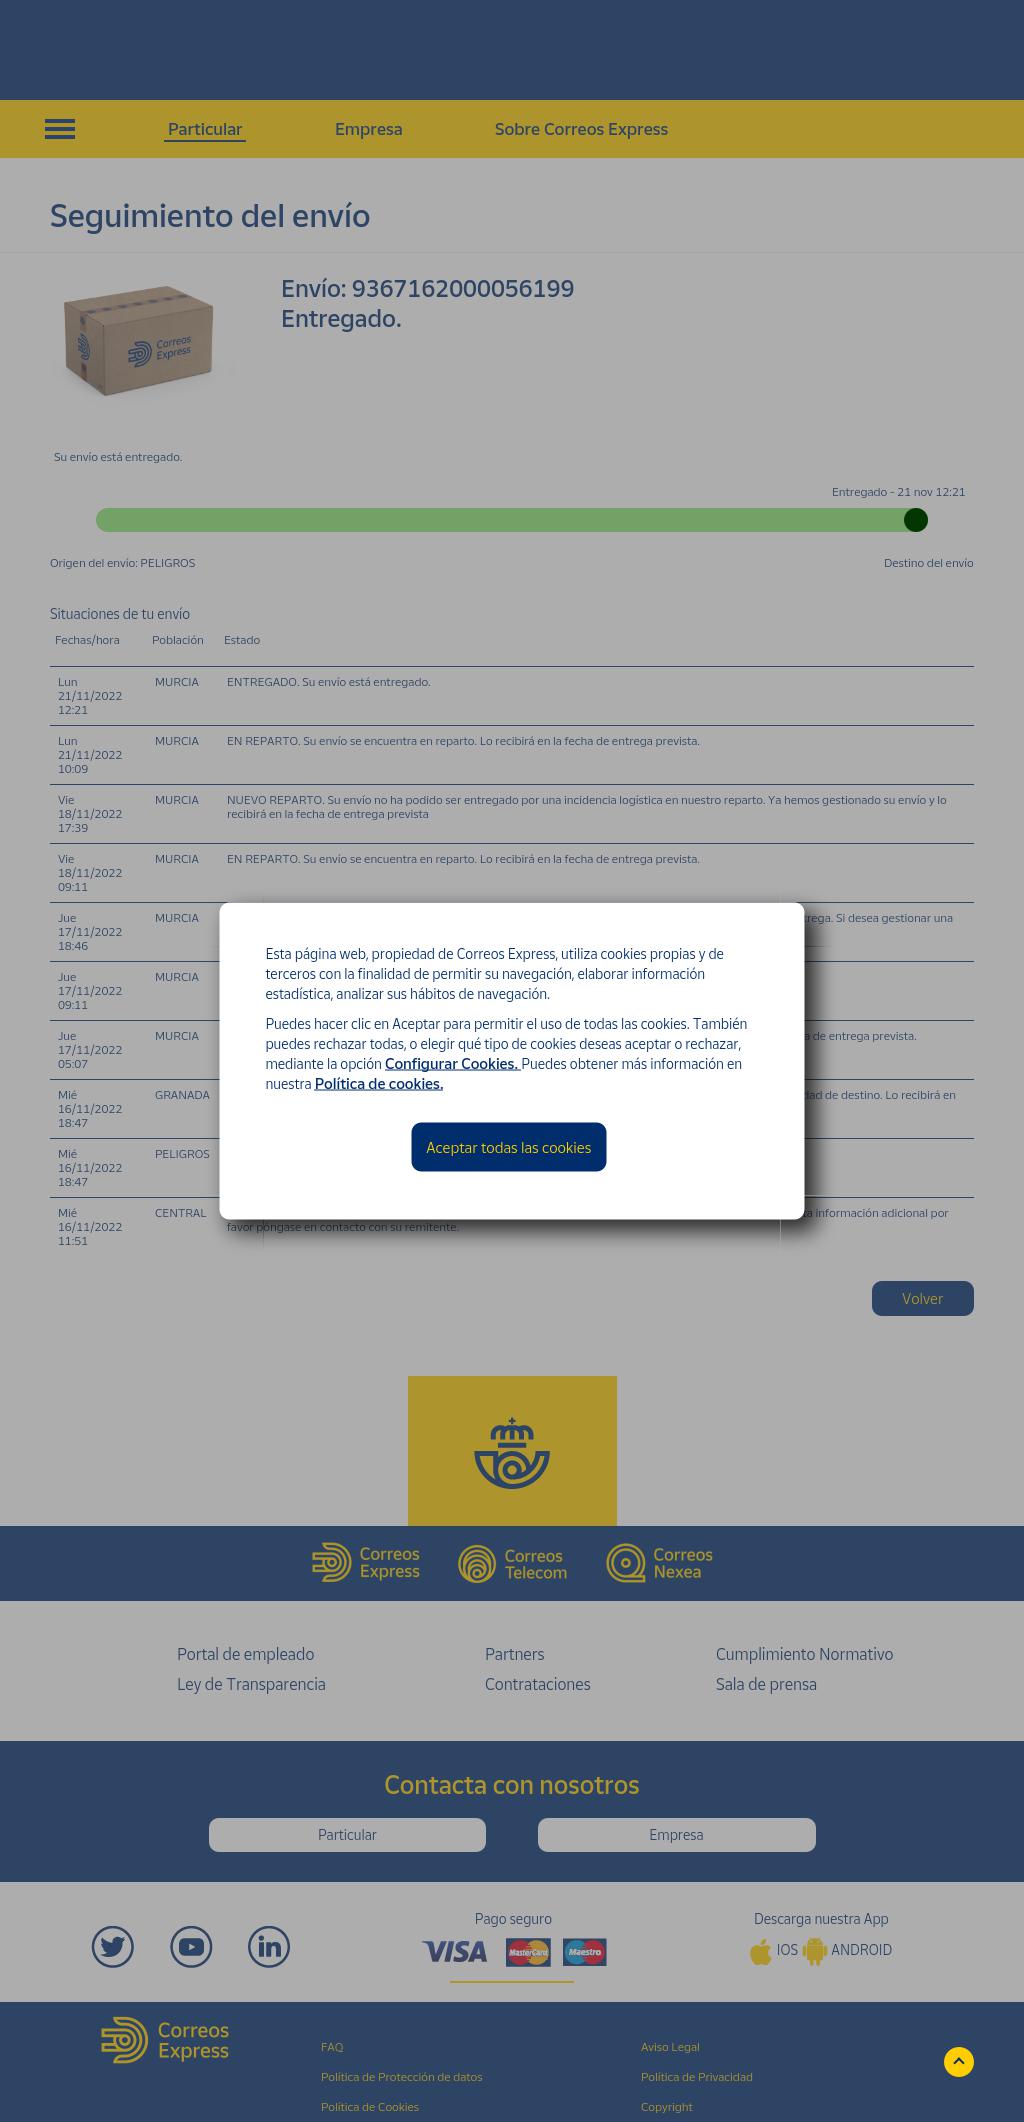 Particular Empresa Sobre Correos Express
Seguimiento del envío
Envío: 9367162000056199
Entregado.
Correos
Express
Su envío está entregado.
Entregado - 21 nov 12:21
Origen del envío: PELIGROS Destino del envío
Situaciones de tu envío
Fechas/hora Población Estado
Lun MURCIA ENTREGADO. Su envío está entregado.
21/11/2022
12:21
Lun MURCIA EN REPARTO. Su envío se encuentra en reparto. Lo recibirá en la fecha de entrega prevista.
21/11/2022
10:09
Vie MURCIA NUEVO REPARTO. Su envío no ha podido ser entregado por una incidencia logística en nuestro reparto. Ya hemos gestionado su envío y lo
18/11/2022 recibirá en la fecha de entrega prevista
17:39
Vie MURCIA EN REPARTO. Su envío se encuentra en reparto. Lo recibirá en la fecha de entrega prevista.
18/11/2022
09:11
Jue MURCIA Si desea gestionar una
17/11/2022
18:46
Jue MURCIA
17/11/2022
09:11
Jue MURCIA de entrega prevista.
17/11/2022
05:07
Mié GRANADA de destino. Lo recibirá en
16/11/2022
18:47
Mié PELIGROS
16/11/2022
18:47
Mié CENTRAL información adicional por
16/11/2022 favor póngase en contacto con su remitente.
11:51
Esta página web, propiedad de Correos Express, utiliza cookies propias y de
terceros con la finalidad de permitir su navegación, elaborar información
estadística, analizar sus hábitos de navegación.
Puedes hacer clic en Aceptar para permitir el uso de todas las cookies. También
puedes rechazar todas, o elegir qué tipo de cookies deseas aceptar o rechazar,
mediante la opción Configurar Cookies. Puedes obtener más información en
nuestra Política de cookies.
Aceptar todas las cookies
Volver
Correos Correos Correos
Express Telecom Nexea
Portal de empleado Partners Cumplimiento Normativo
Ley de Transparencia Contrataciones Sala de prensa
Contacta con nosotros
Particular Empresa
Pago seguro Descarga nuestra App
VISA MasterCard Maestro IOS ANDROID
Correos
Express
FAQ Aviso Legal
Política de Protección de datos Política de Privacidad
Política de Cookies Copyright